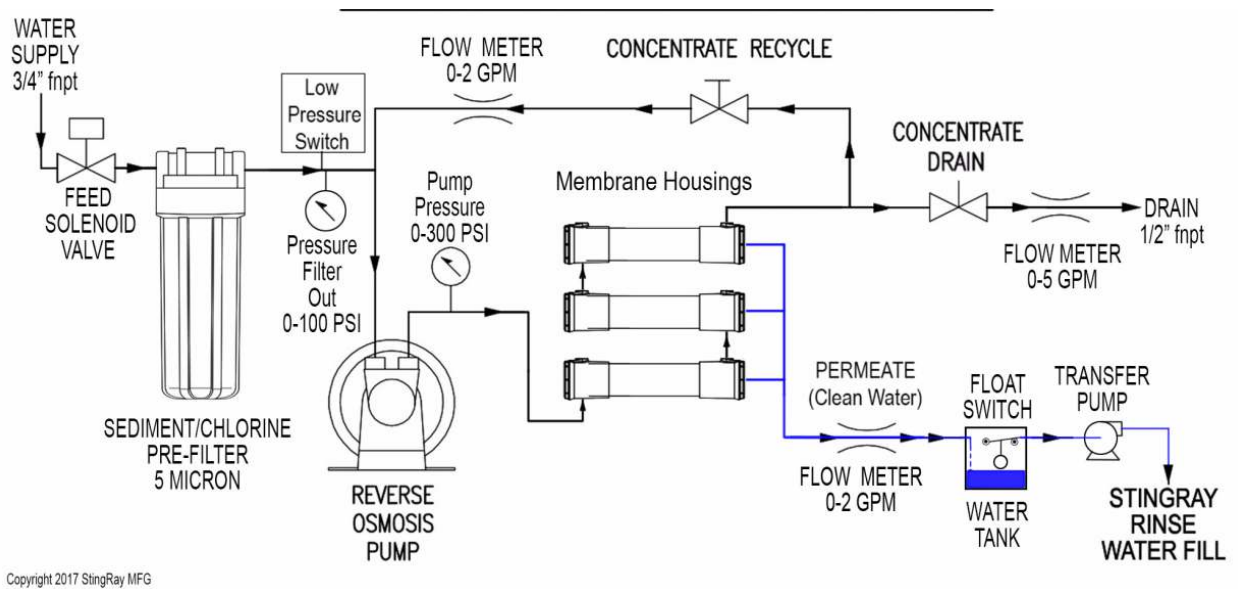 WATER
SUPPLY
3/4" fnpt
FEED
SOLENOID
VALVE
SEDIMENT/CHLORINE
PRE-FILTER
5 MICRON
Low
Pressure
Switch
Pressure
Filter
Out
0-100 PSI
FLOW METER
0-2 GPM
Pump
Pressure
0-300 PSI
REVERSE
OSMOSIS
PUMP
CONCENTRATE RECYCLE
Membrane Housings
CONCENTRATE
DRAIN
FLOW METER
0-5 GPM
DRAIN
1/2" fnpt
PERMEATE
(Clean Water)
FLOW METER
0-2 GPM
FLOAT
SWITCH
WATER
TANK
TRANSFER
PUMP
STINGRAY
RINSE
WATER FILL
Copyright 2017 StingRay MFG